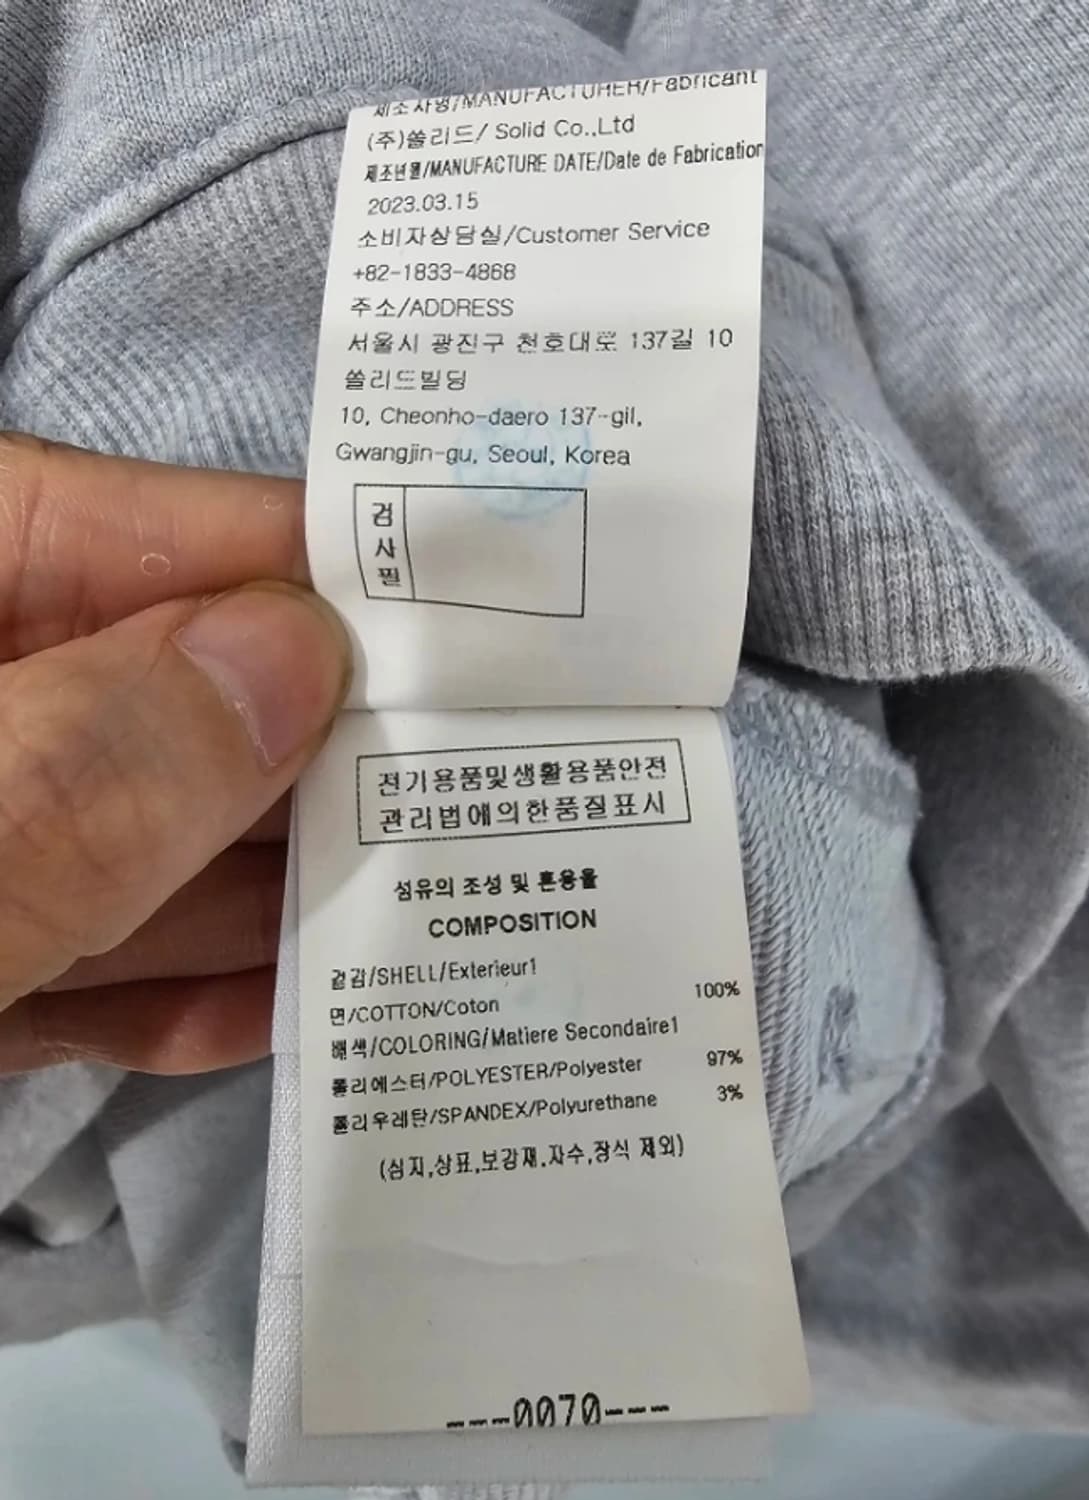 제조사명/MANUFACTURER/Fabricant
(주)쏠리드/ Solid Co.,Ltd
제조년월/MANUFACTURE DATE/Date de Fabrication
2023.03.15
소비자상담실/Customer Service
+82-1833-4868
주소/ADDRESS
서울시 광진구 천호대로 137길 10
쏠리드빌딩
10, Cheonho-daero 137-gil,
Gwangjin-gu, Seoul, Korea
검
사
필
전기용품및생활용품안전
관리법에의한품질표시
섬유의 조성 및 혼용율
COMPOSITION
겉감/SHELL/Exterieur1
면/COTTON/Coton 100%
배색/COLORING/Matiere Secondaire1
폴리에스터/POLYESTER/Polyester 97%
폴리우레탄/SPANDEX/Polyurethane 3%
(심지,상표,보강재,자수,장식 제외)
---0070---